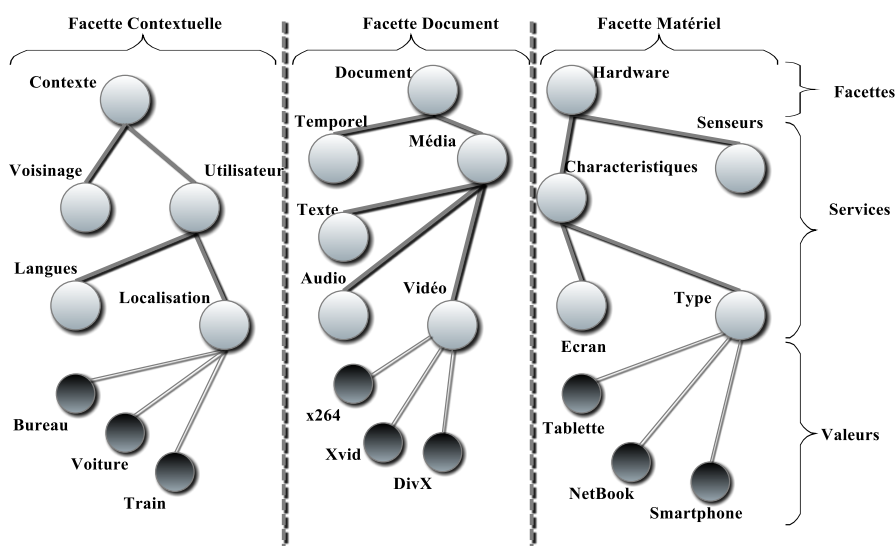 Facette Contextuelle
Facette Document
Facette Matériel
Contexte
Document
Hardware
Facettes
Temporel
Média
Senseurs
Voisinage
Utilisateur
Characteristiques
Texte
Services
Langues
Localisation
Audio
Vidéo
Type
Ecran
Bureau
x264
Tablette
Valeurs
Voiture
Xvid
DivX
NetBook
Train
Smartphone